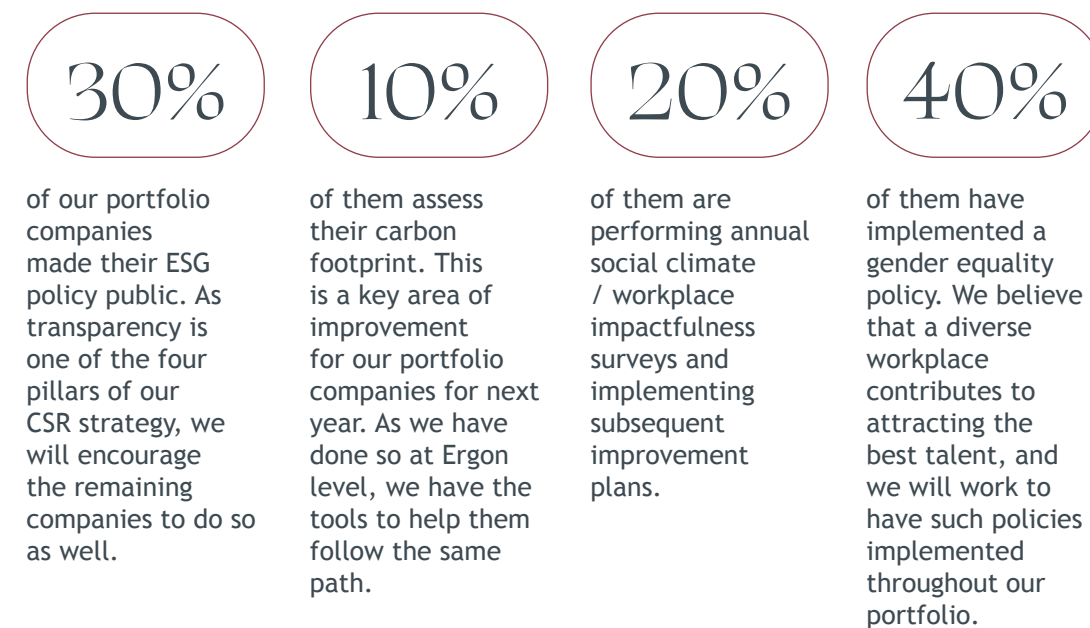 30%
of our portfolio
companies
made their ESG
policy public. As
transparency is
one of the four
pillars of our
CSR strategy, we
will encourage
the remaining
companies to do so
as well.
10%
of them assess
their carbon
footprint. This
is a key area of
improvement
for our portfolio
companies for next
year. As we have
done so at Ergon
level, we have the
tools to help them
follow the same
path.
20%
of them are
performing annual
social climate
/ workplace
impactfulness
surveys and
implementing
subsequent
improvement
plans.
40%
of them have
implemented a
gender equality
policy. We believe
that a diverse
workplace
contributes to
attracting the
best talent, and
we will work to
have such policies
implemented
throughout our
portfolio.